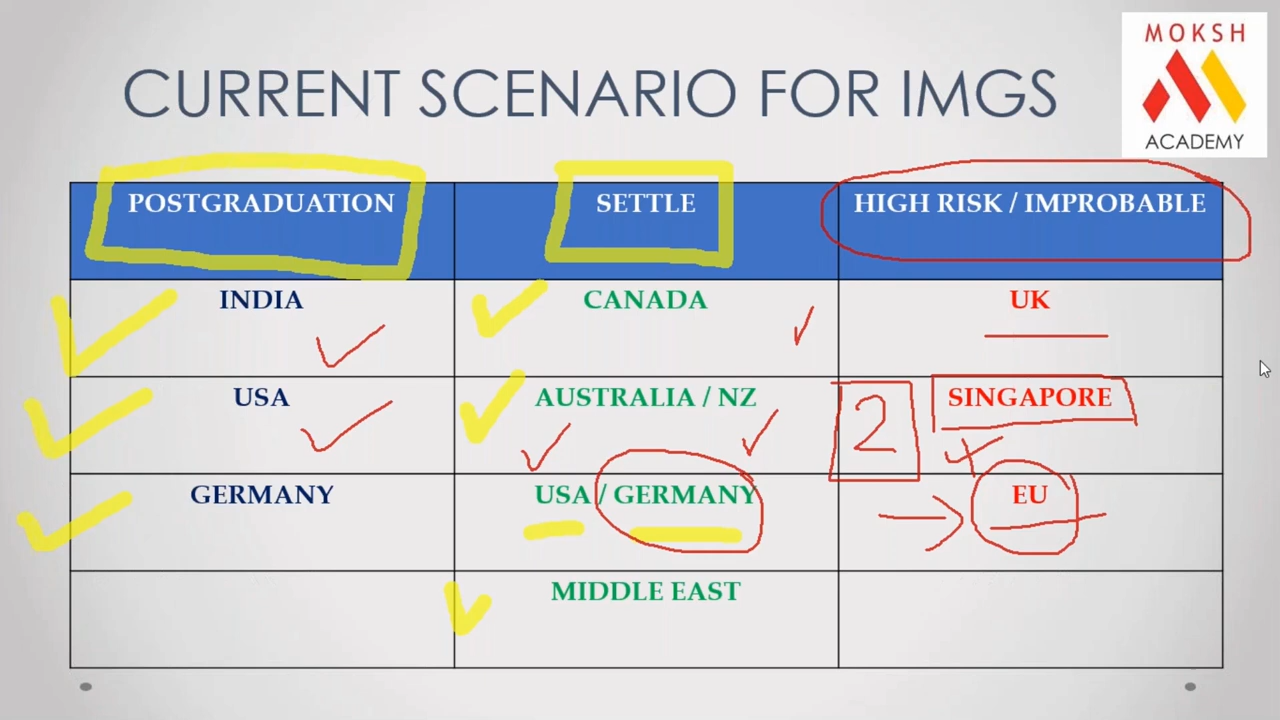 MOKSH
ACADEMY
CURRENT SCENARIO FOR IMGS
POSTGRADUATION SETTLE HIGH RISK / IMPROBABLE
INDIA CANADA UK
USA AUSTRALIA / NZ 2 SINGAPORE
GERMANY USA / GERMANY EU
MIDDLE EAST